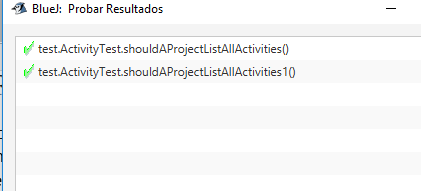 BlueJ: Probar Resultados
test.ActivityTest.shouldAProjectListAllActivities()
test.ActivityTest.shouldAProjectListAllActivities1()